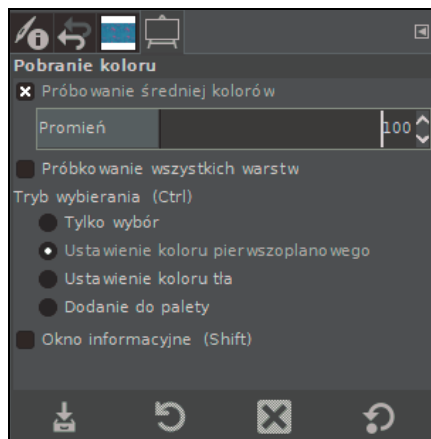 Pobranie koloru
Próbowanie średniej kolorów
Promień 100
Próbkowanie wszystkich warstw
Tryb wybierania (Ctrl)
Tylko wybór
Ustawienie koloru pierwszoplanowego
Ustawienie koloru tła
Dodanie do palety
Okno informacyjne (Shift)